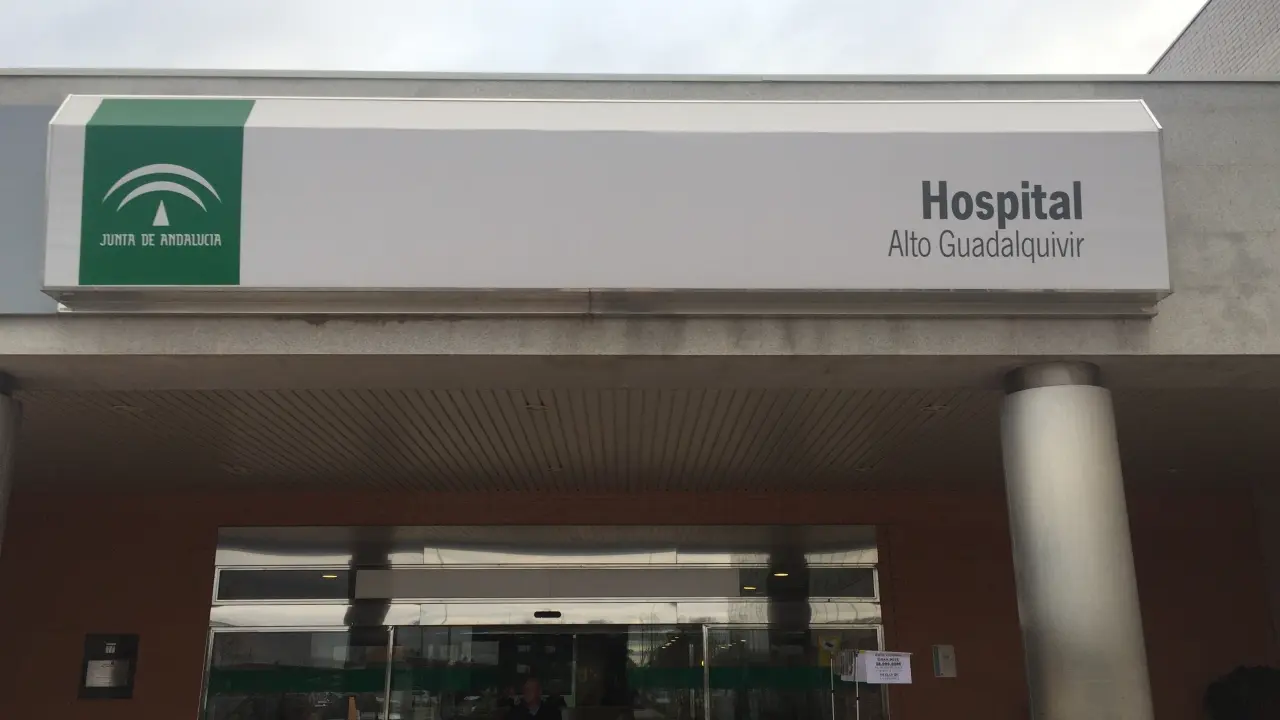 JUNTA DE ANDALUCIA
Hospital
Alto Guadalquivir